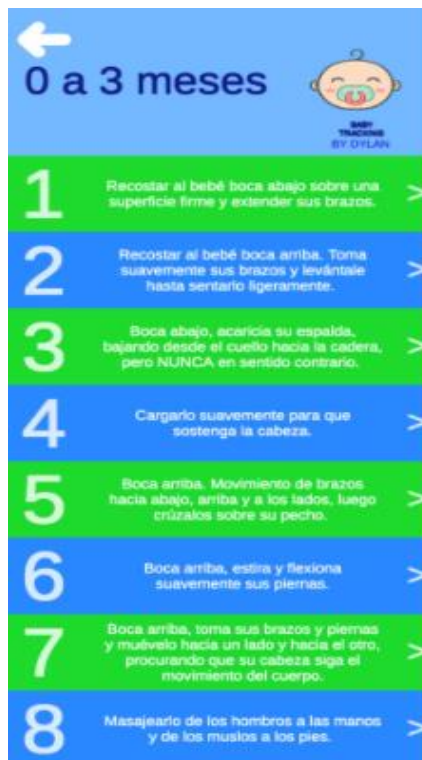 0 a 3 meses
BABY
TRACKING
BY DYLAN
1
Recostar al bebé boca abajo sobre una
superficie firme y extender sus brazos.
>
2
Recostar al bebé boca arriba. Toma
suavemente sus brazos y levántale
hasta sentarlo ligeramente.
>
3
Boca abajo, acaricia su espalda,
bajando desde el cuello hacia la cadera,
pero NUNCA en sentido contrario.
>
4
Cargarlo suavemente para que
sostenga la cabeza.
>
5
Boca arriba. Movimiento de brazos
hacia abajo, arriba y a los lados, luego
crúzalos sobre su pecho.
>
6
Boca arriba, estira y flexiona
suavemente sus piernas.
>
7
Boca arriba, toma sus brazos y piernas
y muévelo hacia un lado y hacia el otro,
procurando que su cabeza siga el
movimiento del cuerpo.
>
8
Masajearlo de los hombros a las manos
y de los muslos a los pies.
>